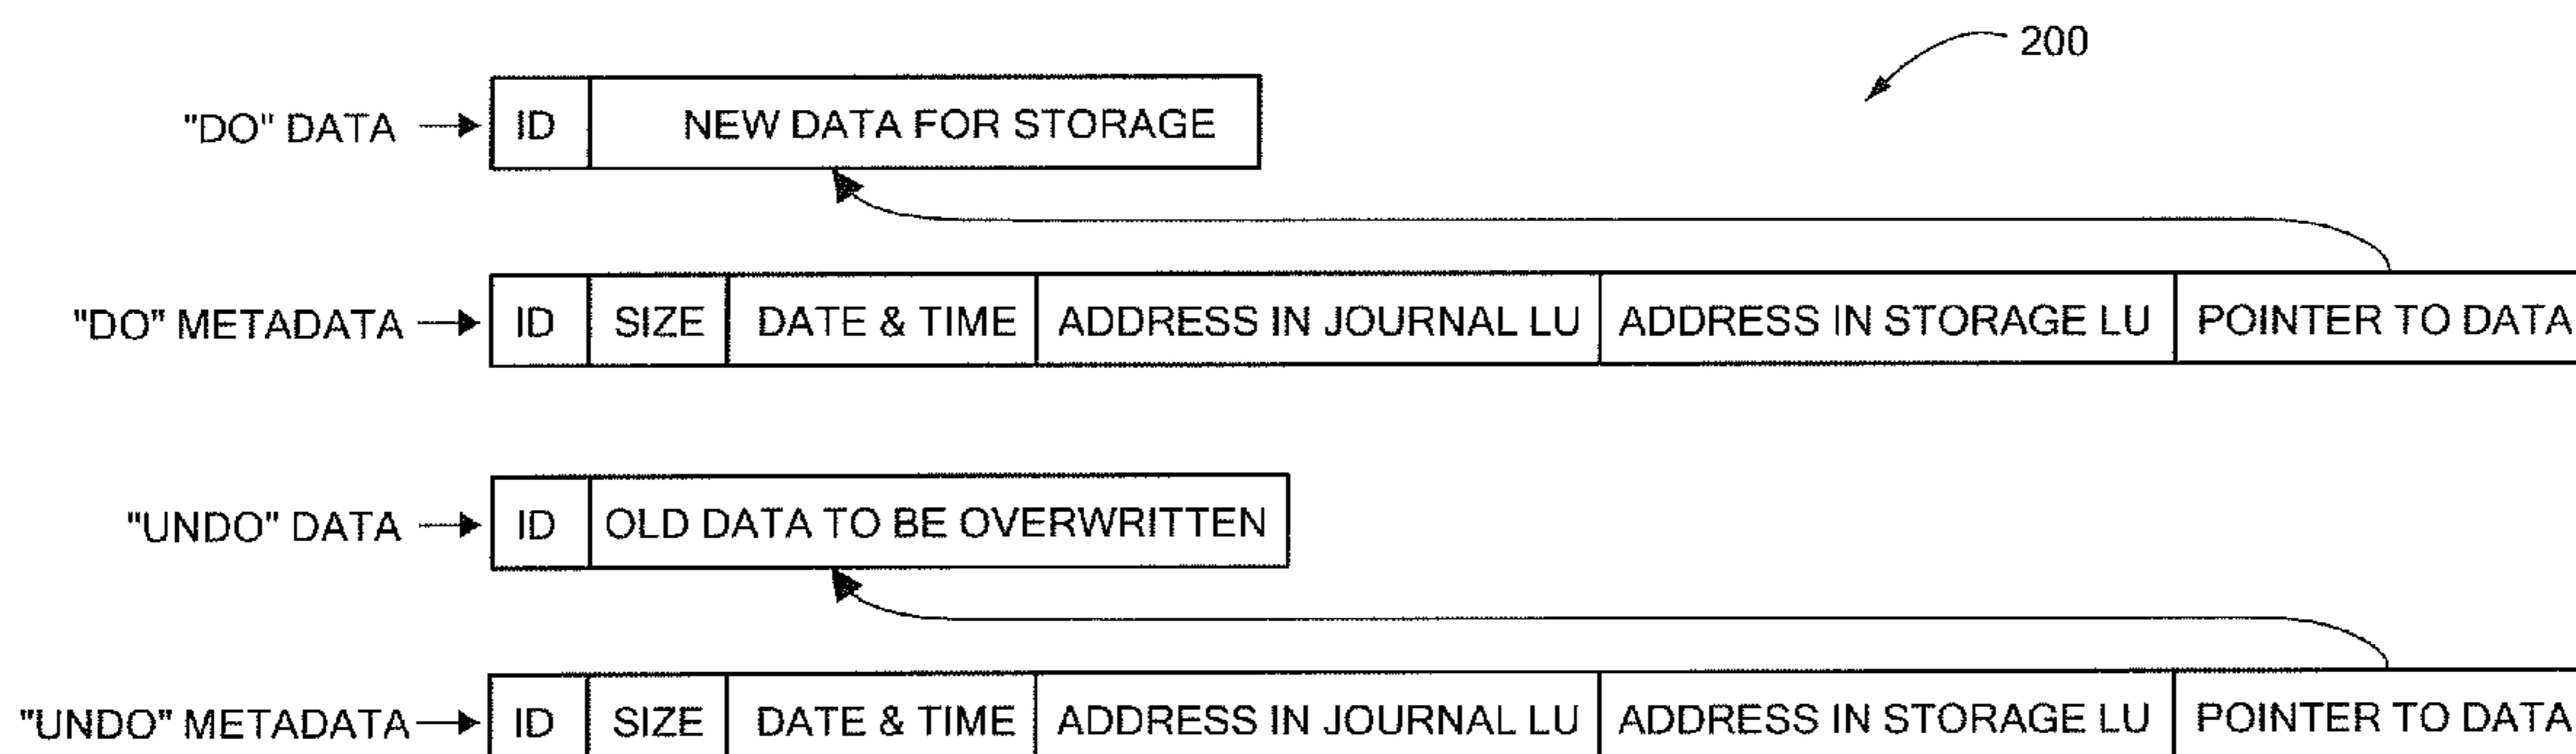 200
"DO" DATA ID NEW DATA FOR STORAGE
"DO" METADATA ID SIZE DATE & TIME ADDRESS IN JOURNAL LU ADDRESS IN STORAGE LU POINTER TO DATA
"UNDO" DATA ID OLD DATA TO BE OVERWRITTEN
"UNDO" METADATA ID SIZE DATE & TIME ADDRESS IN JOURNAL LU ADDRESS IN STORAGE LU POINTER TO DATA